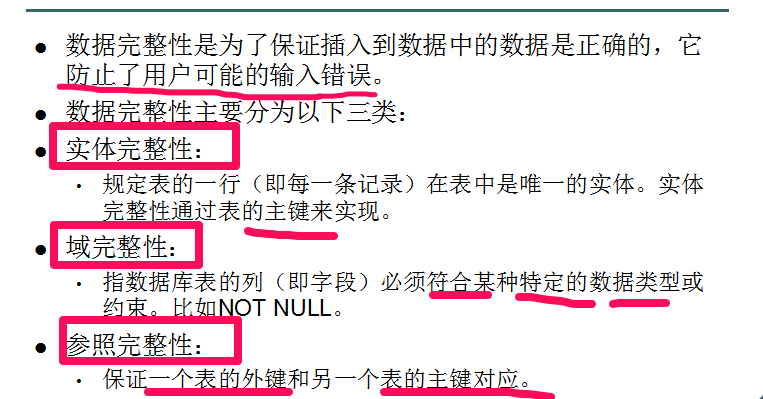 数据完整性是为了保证插入到数据中的数据是正确的，它
防止了用户可能的输入错误。
数据完整性主要分为以下三类：
实体完整性：
规定表的一行（即每一条记录）在表中是唯一的实体。实体
完整性通过表的主键来实现。
域完整性：
指数据库表的列（即字段）必须符合某种特定的数据类型或
约束。比如NOT NULL。
参照完整性：
保证一个表的外键和另一个表的主键对应。